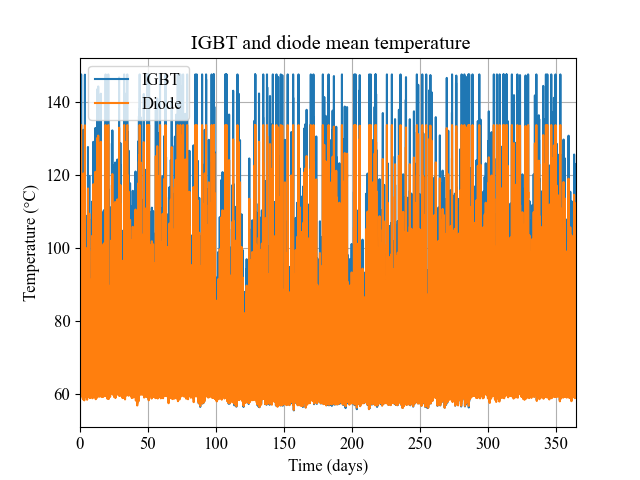 IGBT and diode mean temperature
IGBT
Diode
Temperature (°C)
140
120
100
80
60
0 50 100 150 200 250 300 350
Time (days)